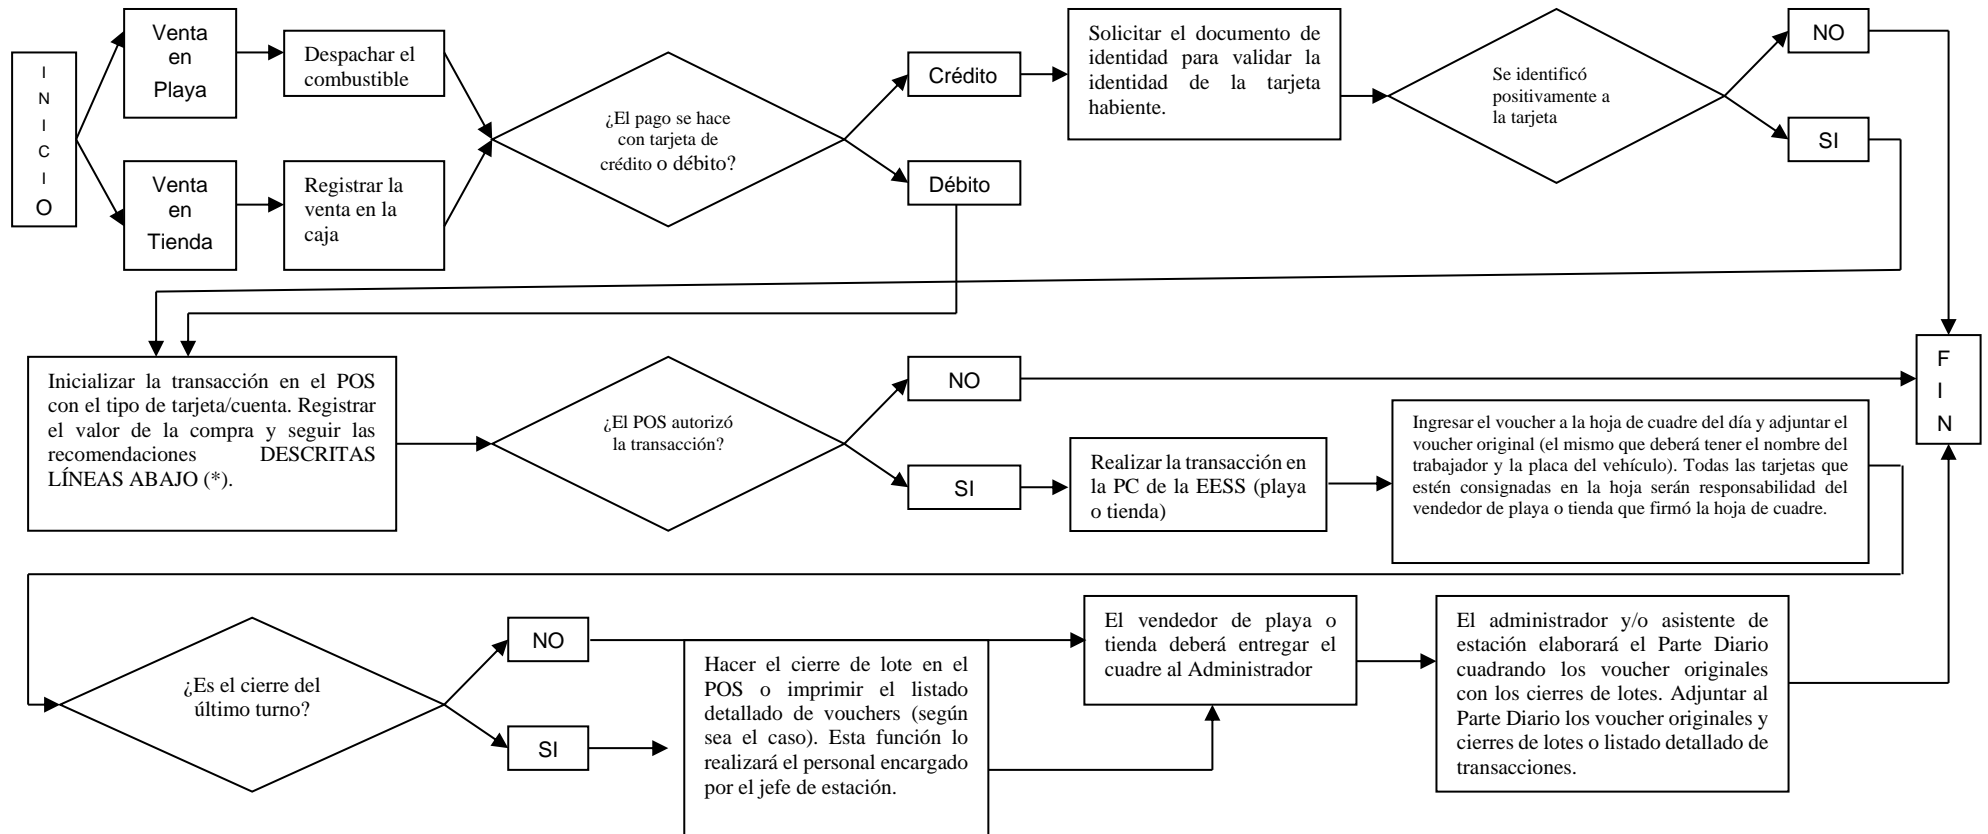 I
N
I
C
I
O
Venta
en
Playa
Despachar el
combustible
Venta
en
Tienda
Registrar la
venta en la
caja
¿El pago se hace
con tarjeta de
crédito o débito?
Crédito
Débito
Solicitar el documento de
identidad para validar la
identidad de la tarjeta
habiente.
Se identificó
positivamente a
la tarjeta
NO
SI
Inicializar la transacción en el POS
con el tipo de tarjeta/cuenta. Registrar
el valor de la compra y seguir las
recomendaciones DESCRITAS
LÍNEAS ABAJO (*).
¿El POS autorizó
la transacción?
NO
SI
Realizar la transacción en
la PC de la EESS (playa
o tienda)
Ingresar el voucher a la hoja de cuadre del día y adjuntar el
voucher original (el mismo que deberá tener el nombre del
trabajador y la placa del vehículo). Todas las tarjetas que
estén consignadas en la hoja serán responsabilidad del
vendedor de playa o tienda que firmó la hoja de cuadre.
F
I
N
¿Es el cierre del
último turno?
NO
SI
Hacer el cierre de lote en el
POS o imprimir el listado
detallado de vouchers (según
sea el caso). Esta función lo
realizará el personal encargado
por el jefe de estación.
El vendedor de playa o
tienda deberá entregar el
cuadre al Administrador
El administrador y/o asistente de
estación elaborará el Parte Diario
cuadrando los voucher originales
con los cierres de lotes. Adjuntar al
Parte Diario los voucher originales y
cierres de lotes o listado detallado de
transacciones.